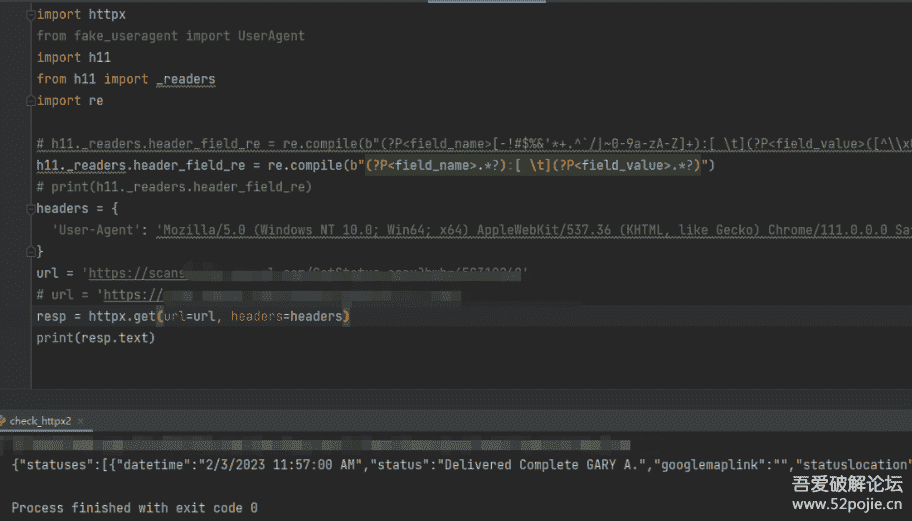 import httpx
from fake_useragent import UserAgent
import h11
from h11 import _readers
import re
# h11._readers.header_field_re = re.compile(b"(?P<field_name>[-!#$%&'*+.^`/|~0-9a-zA-Z]+):[ \t](?P<field_value>([^\\x
h11._readers.header_field_re = re.compile(b"(?P<field_name>.*?):[ \t](?P<field_value>.*?)")
# print(h11._readers.header_field_re)
headers = {
'User-Agent': 'Mozilla/5.0 (Windows NT 10.0; Win64; x64) AppleWebKit/537.36 (KHTML, like Gecko) Chrome/111.0.0.0 Sa
}
url = 'https://scans
# url = 'https://
resp = httpx.get(url=url, headers=headers)
print(resp.text)
check_httpx2
{"statuses":[{"datetime":"2/3/2023 11:57:00 AM","status":"Delivered Complete GARY A.","googlemaplink":"","statuslocation"
Process finished with exit code 0
吾爱破解论坛
www.52pojie.cn